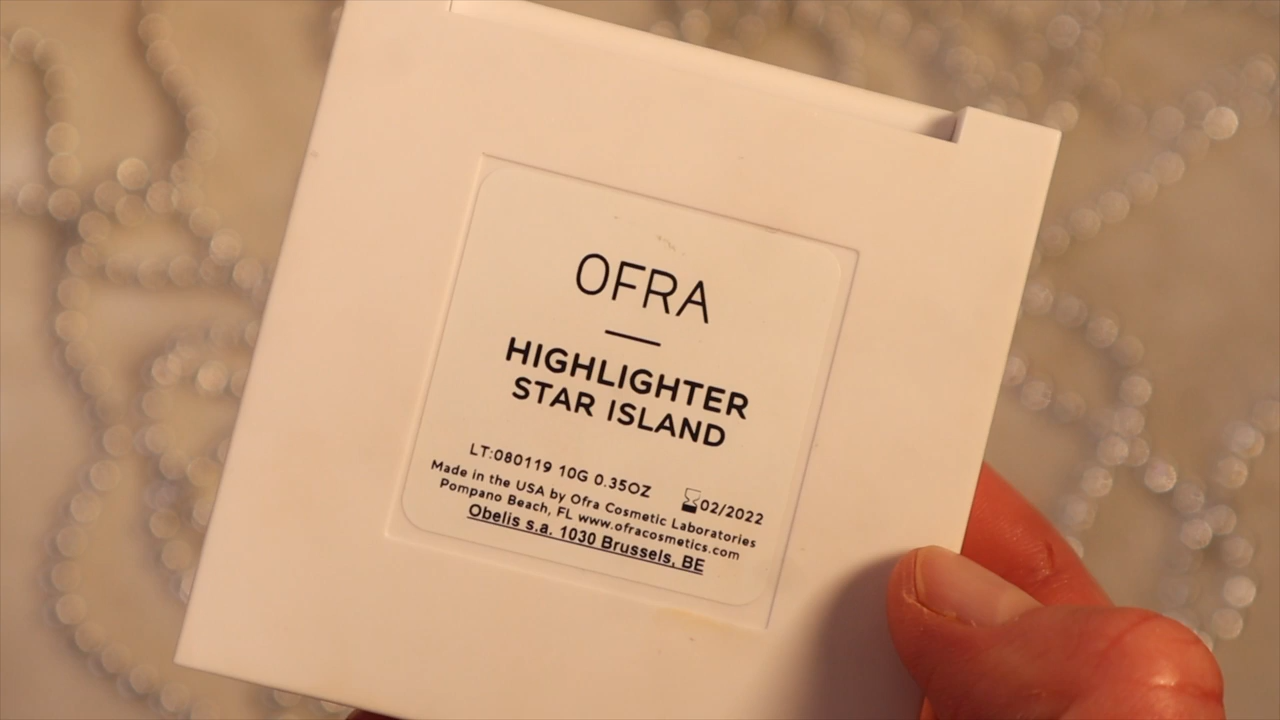 OFRA
HIGHLIGHTER
STAR ISLAND
LT:080119 10G 0.35OZ
02/2022
Made in the USA by Ofra Cosmetic Laboratories
Pompano Beach, FL www.ofracosmetics.com
Obelis s.a. 1030 Brussels, BE